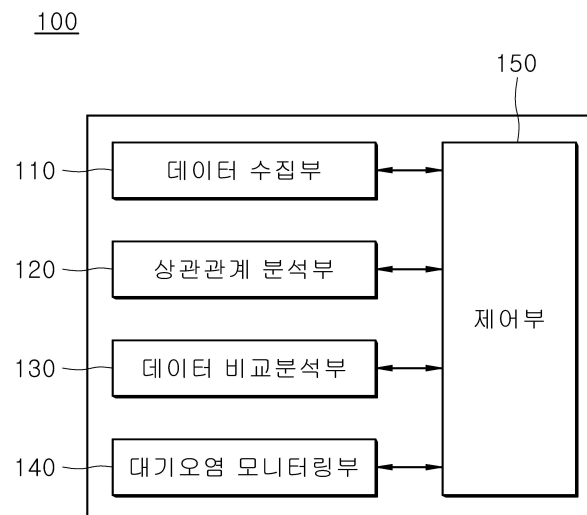 100
150
110
데이터 수집부
120
상관관계 분석부
제어부
130
데이터 비교분석부
140
대기오염 모니터링부